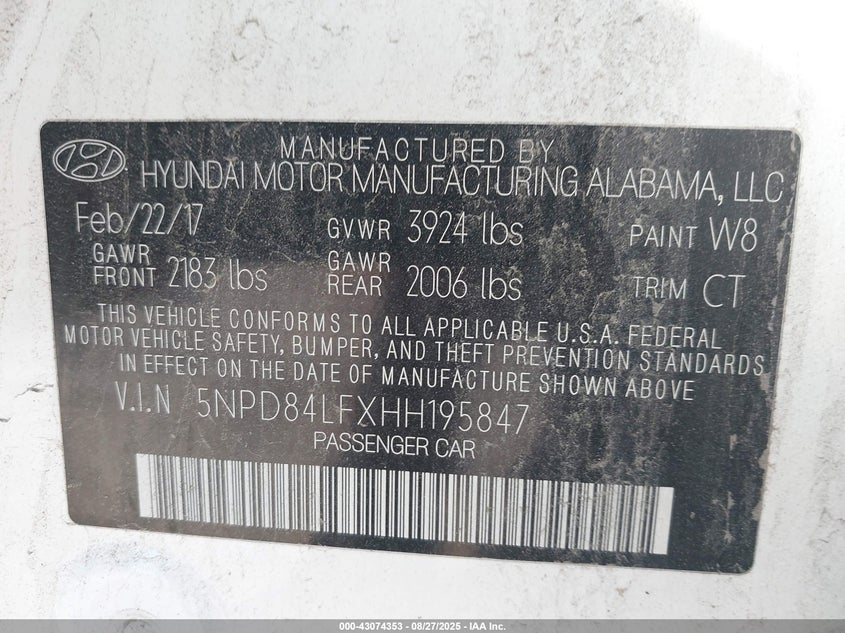 MANUFACTURED BY
HYUNDAI MOTOR MANUFACTURING ALABAMA, LLC
Feb/22/17 GVWR 3924 lbs PAINT W8
GAWR FRONT 2183 lbs GAWR REAR 2006 lbs TRIM CT
THIS VEHICLE CONFORMS TO ALL APPLICABLE U.S.A. FEDERAL
MOTOR VEHICLE SAFETY, BUMPER, AND THEFT PREVENTION STANDARDS
IN EFFECT ON THE DATE OF MANUFACTURE SHOWN ABOVE
V.I.N 5NPD84LFXHH195847
PASSENGER CAR
000-43074353 - 08/27/2025 - IAA Inc.